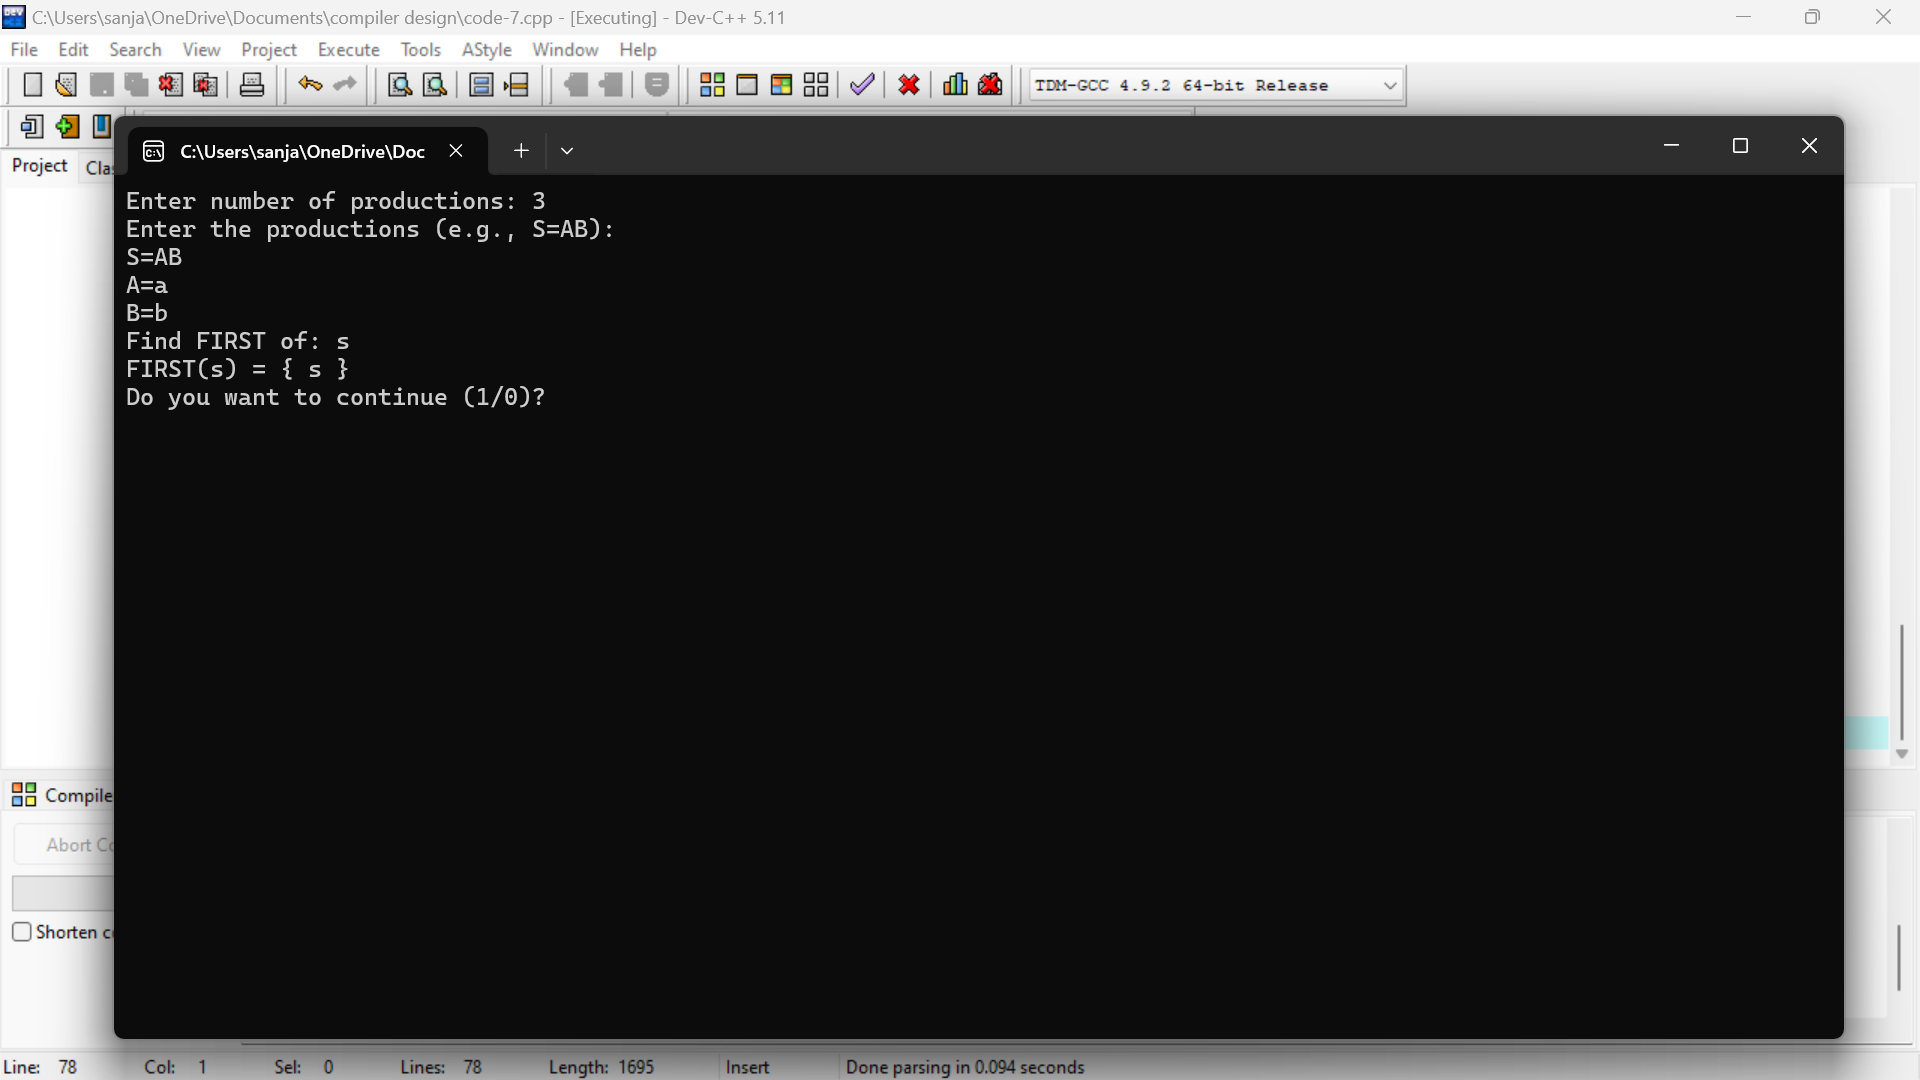 C:\Users\sanja\OneDrive\Documents\compiler design\code-7.cpp - [Executing] - Dev-C++ 5.11
File Edit Search View Project Execute Tools AStyle Window Help
TDM-GCC 4.9.2 64-bit Release
Project Clas
C:\Users\sanja\OneDrive\Doc
Enter number of productions: 3
Enter the productions (e.g., S=AB):
S=AB
A=a
B=b
Find FIRST of: s
FIRST(s) = { s }
Do you want to continue (1/0)?
Compile
Abort Co
Shorten c
Line: 78 Col: 1 Sel: 0 Lines: 78 Length: 1695 Insert Done parsing in 0.094 seconds